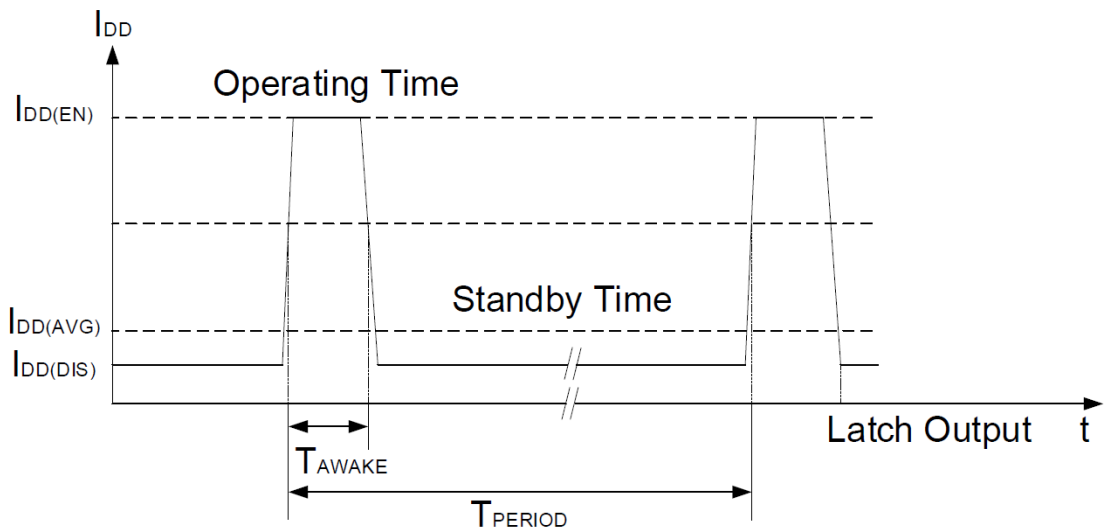 IDD
Operating Time
IDD(EN)
Standby Time
IDD(AVG)
IDD(DIS)
Latch Output t
TAWAKE
TPERIOD